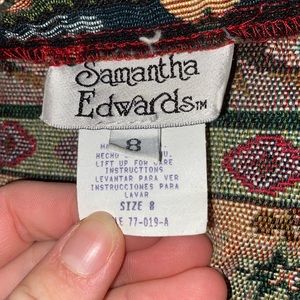 Samantha
Edwards™
8
HECHO
LIFT UP FOR CARE
INSTRUCTIONS
LEVANTAR PARA VER
INSTRUCCIONES PARA
LAVAR
SIZE 8
77-019-A